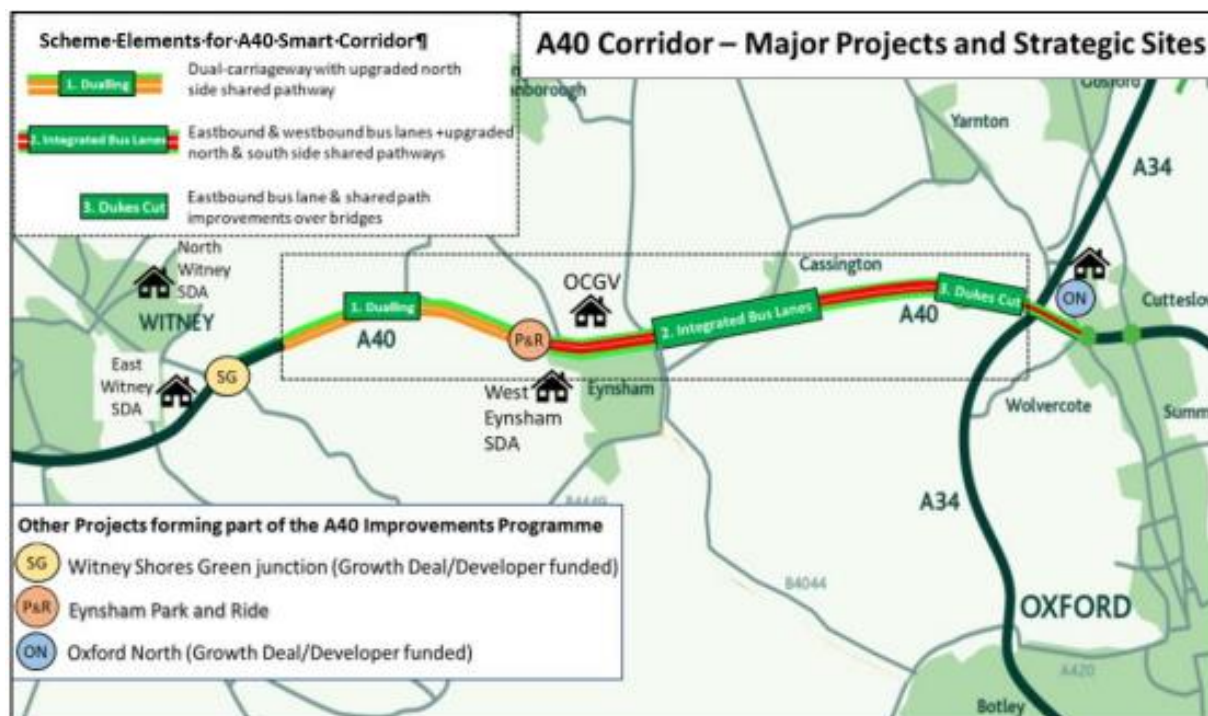 Scheme·Elements·for·A40·Smart·Corridor¶
1. Dualling
Dual-carriageway with upgraded north
side shared pathway
2. Integrated Bus Lanes
Eastbound & westbound bus lanes +upgraded
north & south side shared pathways
3. Dukes Cut
Eastbound bus lane & shared path
improvements over bridges
A40 Corridor – Major Projects and Strategic Sites
Yarnton
A34
North
Witney
SDA
WITNEY
OCGV
Cassington
1. Dualling
A40
P&R
2. Integrated Bus Lanes
A40
3. Dukes Cut
ON
Cutteslow
East
Witney
SDA
SG
West
Eynsham
SDA
Eynsham
Wolvercote
Summ
A34
B4449
B4044
OXFORD
A420
Botley
Other Projects forming part of the A40 Improvements Programme
SG Witney Shores Green junction (Growth Deal/Developer funded)
P&R Eynsham Park and Ride
ON Oxford North (Growth Deal/Developer funded)